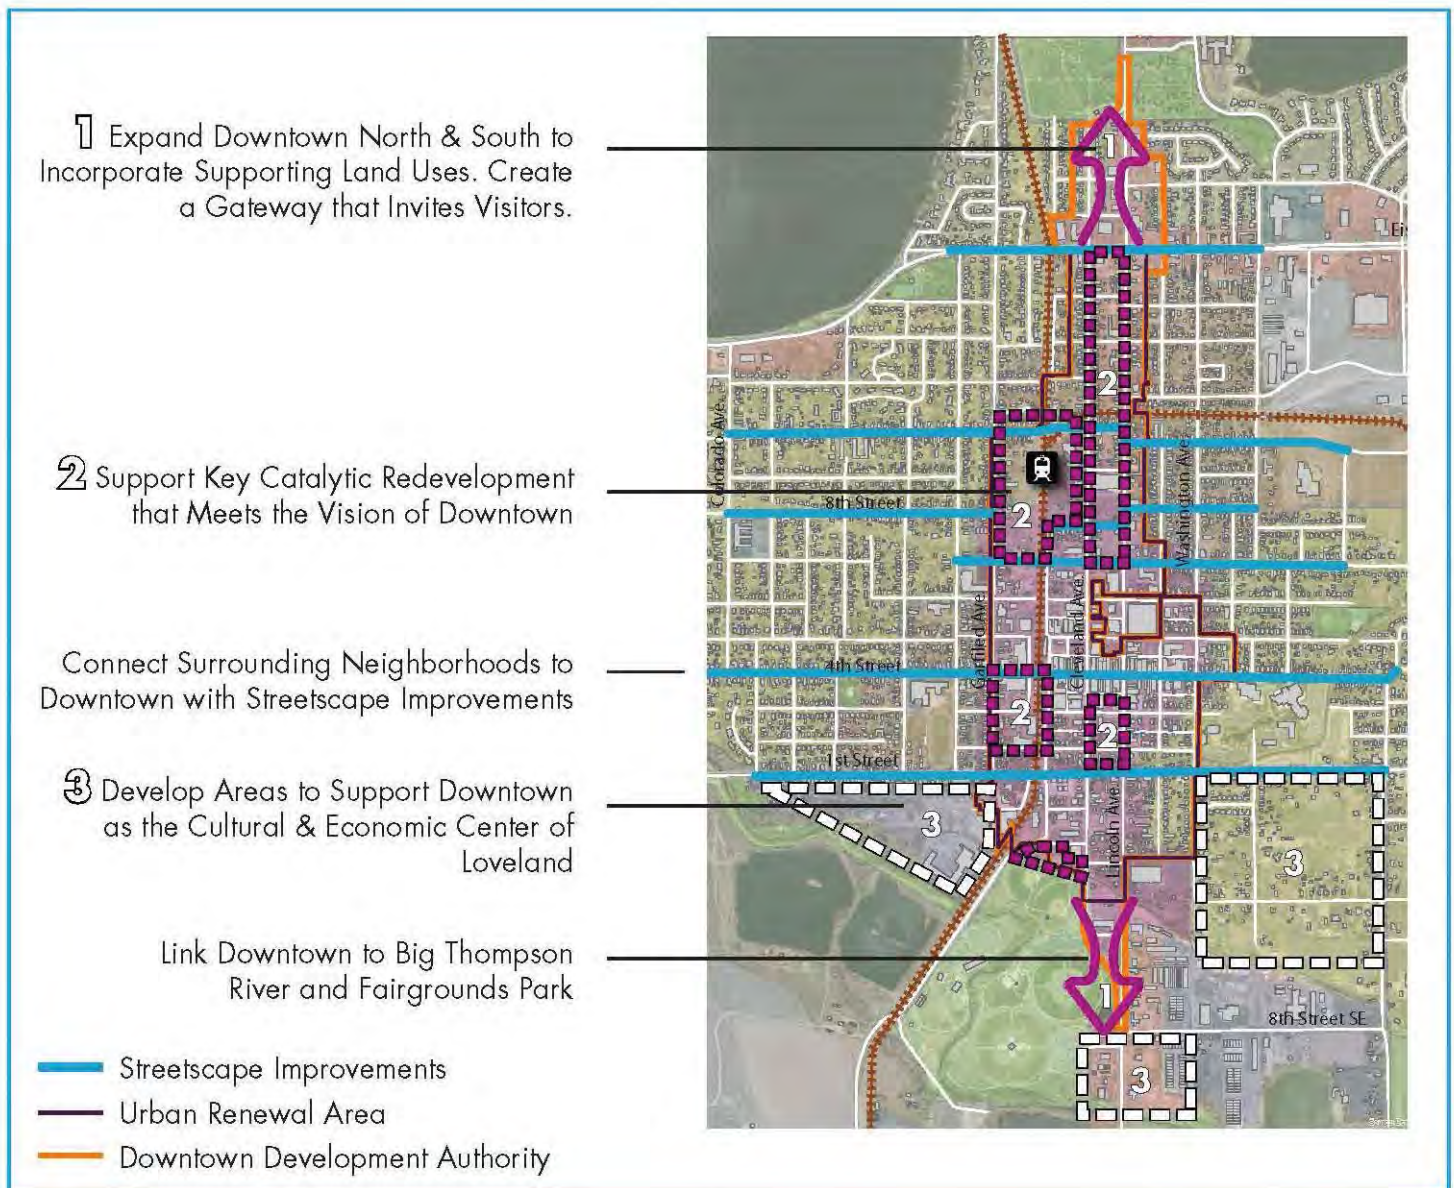 1 Expand Downtown North & South to
Incorporate Supporting Land Uses. Create
a Gateway that Invites Visitors.
2 Support Key Catalytic Redevelopment
that Meets the Vision of Downtown
Connect Surrounding Neighborhoods to
Downtown with Streetscape Improvements
3 Develop Areas to Support Downtown
as the Cultural & Economic Center of
Loveland
Link Downtown to Big Thompson
River and Fairgrounds Park
Streetscape Improvements
Urban Renewal Area
Downtown Development Authority
1
Eis
2
Colorado Ave.
Washington Ave.
8th Street
2
Garfiled Ave.
Cleveland Ave.
4th Street
2
2
1st Street
Lincoln Ave.
3
3
1
8th Street SE
3